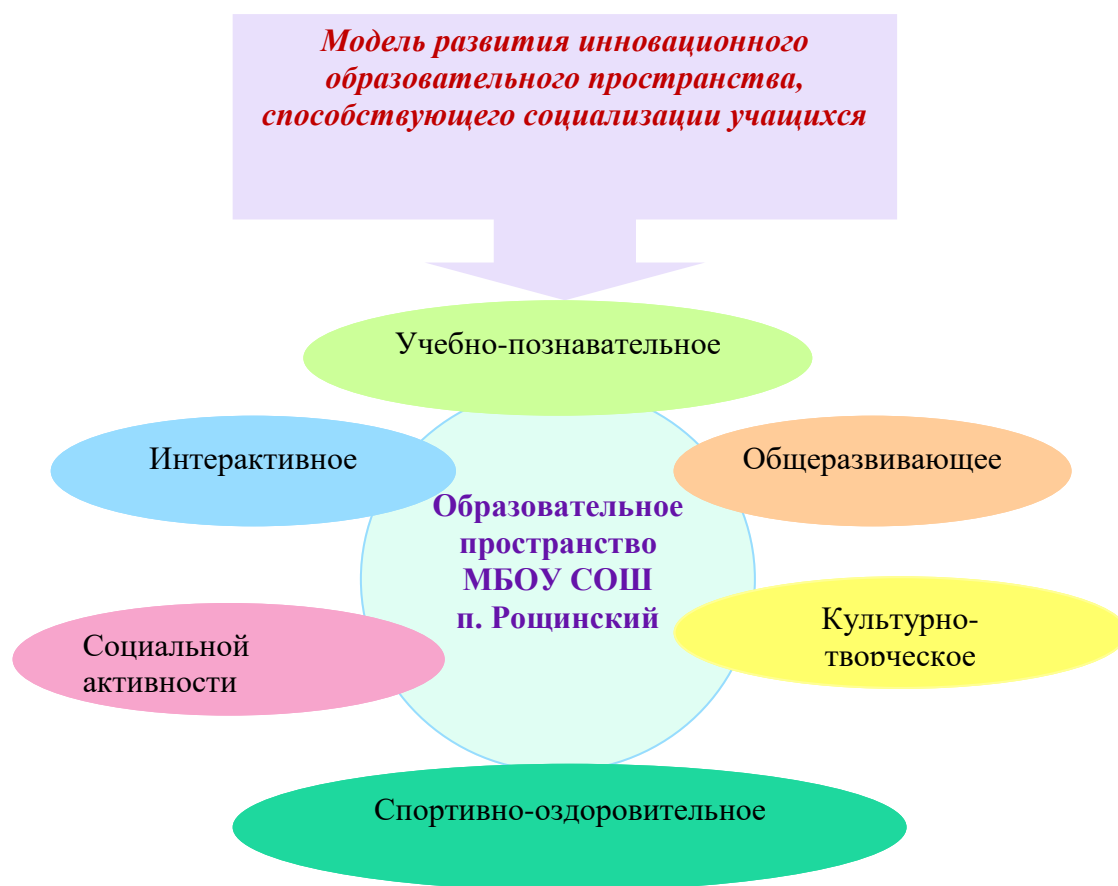 Модель развития инновационного
образовательного пространства,
способствующего социализации учащихся
Учебно-познавательное
Интерактивное
Общеразвивающее
Образовательное
пространство
МБОУ СОШ
п. Рощинский
Культурно-
творческое
Социальной
активности
Спортивно-оздоровительное